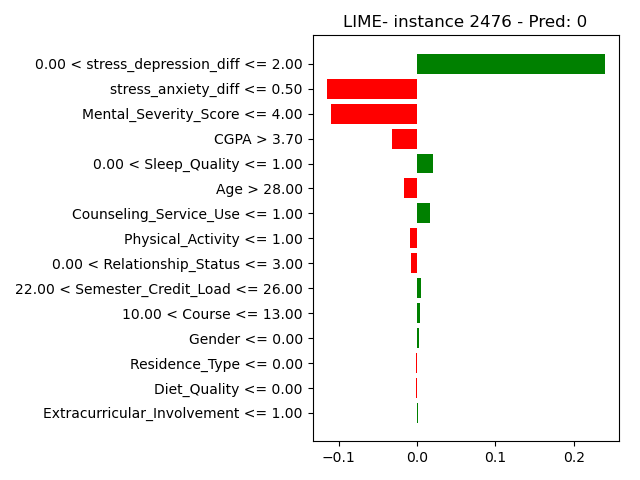 LIME- instance 2476 - Pred: 0
0.00 < stress_depression_diff <= 2.00
stress_anxiety_diff <= 0.50
Mental_Severity_Score <= 4.00
CGPA > 3.70
0.00 < Sleep_Quality <= 1.00
Age > 28.00
Counseling_Service_Use <= 1.00
Physical_Activity <= 1.00
0.00 < Relationship_Status <= 3.00
22.00 < Semester_Credit_Load <= 26.00
10.00 < Course <= 13.00
Gender <= 0.00
Residence_Type <= 0.00
Diet_Quality <= 0.00
Extracurricular_Involvement <= 1.00
−0.1 0.0 0.1 0.2